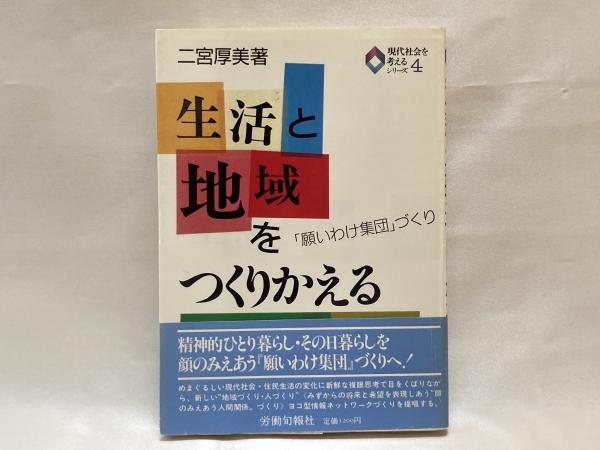 二宮厚美著
現代社会を
考える
シリーズ 4
生活と
地域
を
「願いわけ集団」づくり
つくりかえる
精神的ひとり暮らし・その日暮らしを
顔のみえあう『願いわけ集団』づくりへ!
めまぐるしい現代社会・住民生活の変化に新鮮な複眼思考で目をくばりなが
ら、新しい“地域づくり・人づくり”〈みずからの将来と希望を表現しあう“顔
のみえあう人間関係〟づくり〉ヨコ型情報ネットワークづくりを提唱する。
労働旬報社 定価1,200円